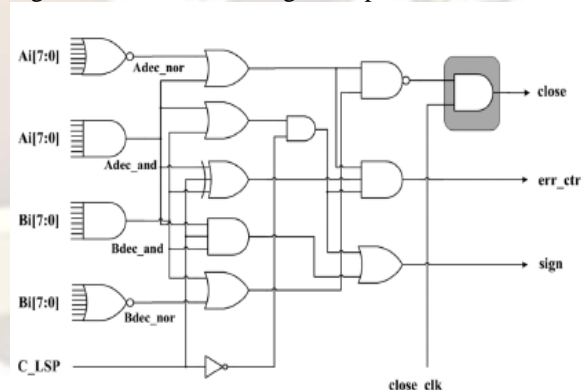 Ai[7:0]
Adec_nor
close
Ai[7:0]
Adec_and
err_ctr
Bi[7:0]
Bdec_and
sign
Bi[7:0]
Bdec_nor
C_LSP
close_clk